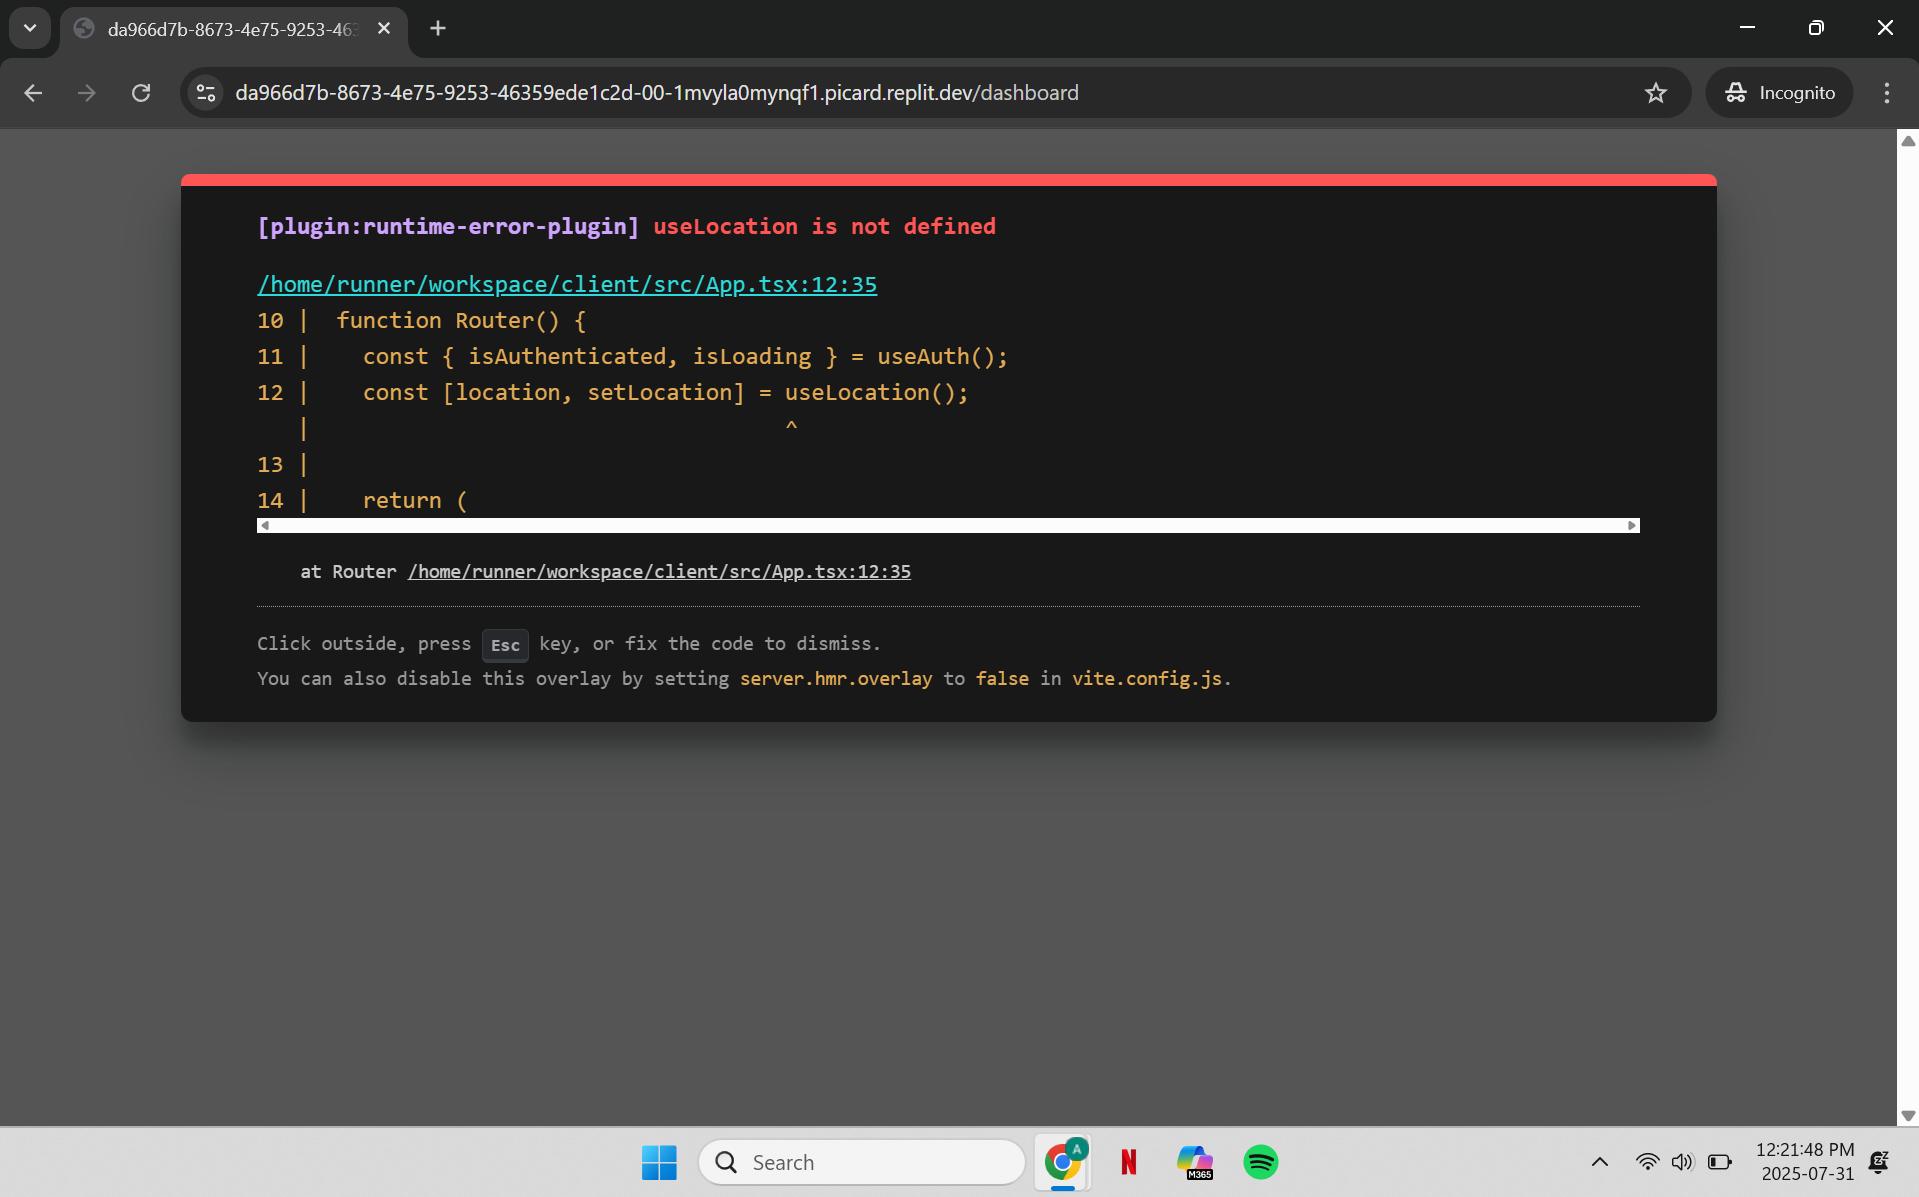 da966d7b-8673-4e75-9253-463
da966d7b-8673-4e75-9253-46359ede1c2d-00-1mvyla0mynqf1.picard.replit.dev/dashboard
Incognito
[plugin:runtime-error-plugin] useLocation is not defined
/home/runner/workspace/client/src/App.tsx:12:35
10 |  function Router() {
11 |    const { isAuthenticated, isLoading } = useAuth();
12 |    const [location, setLocation] = useLocation();
   |                                    ^
13 |
14 |    return (
at Router /home/runner/workspace/client/src/App.tsx:12:35
Click outside, press Esc key, or fix the code to dismiss.
You can also disable this overlay by setting server.hmr.overlay to false in vite.config.js.
Search
A
N
M365
12:21:48 PM
2025-07-31